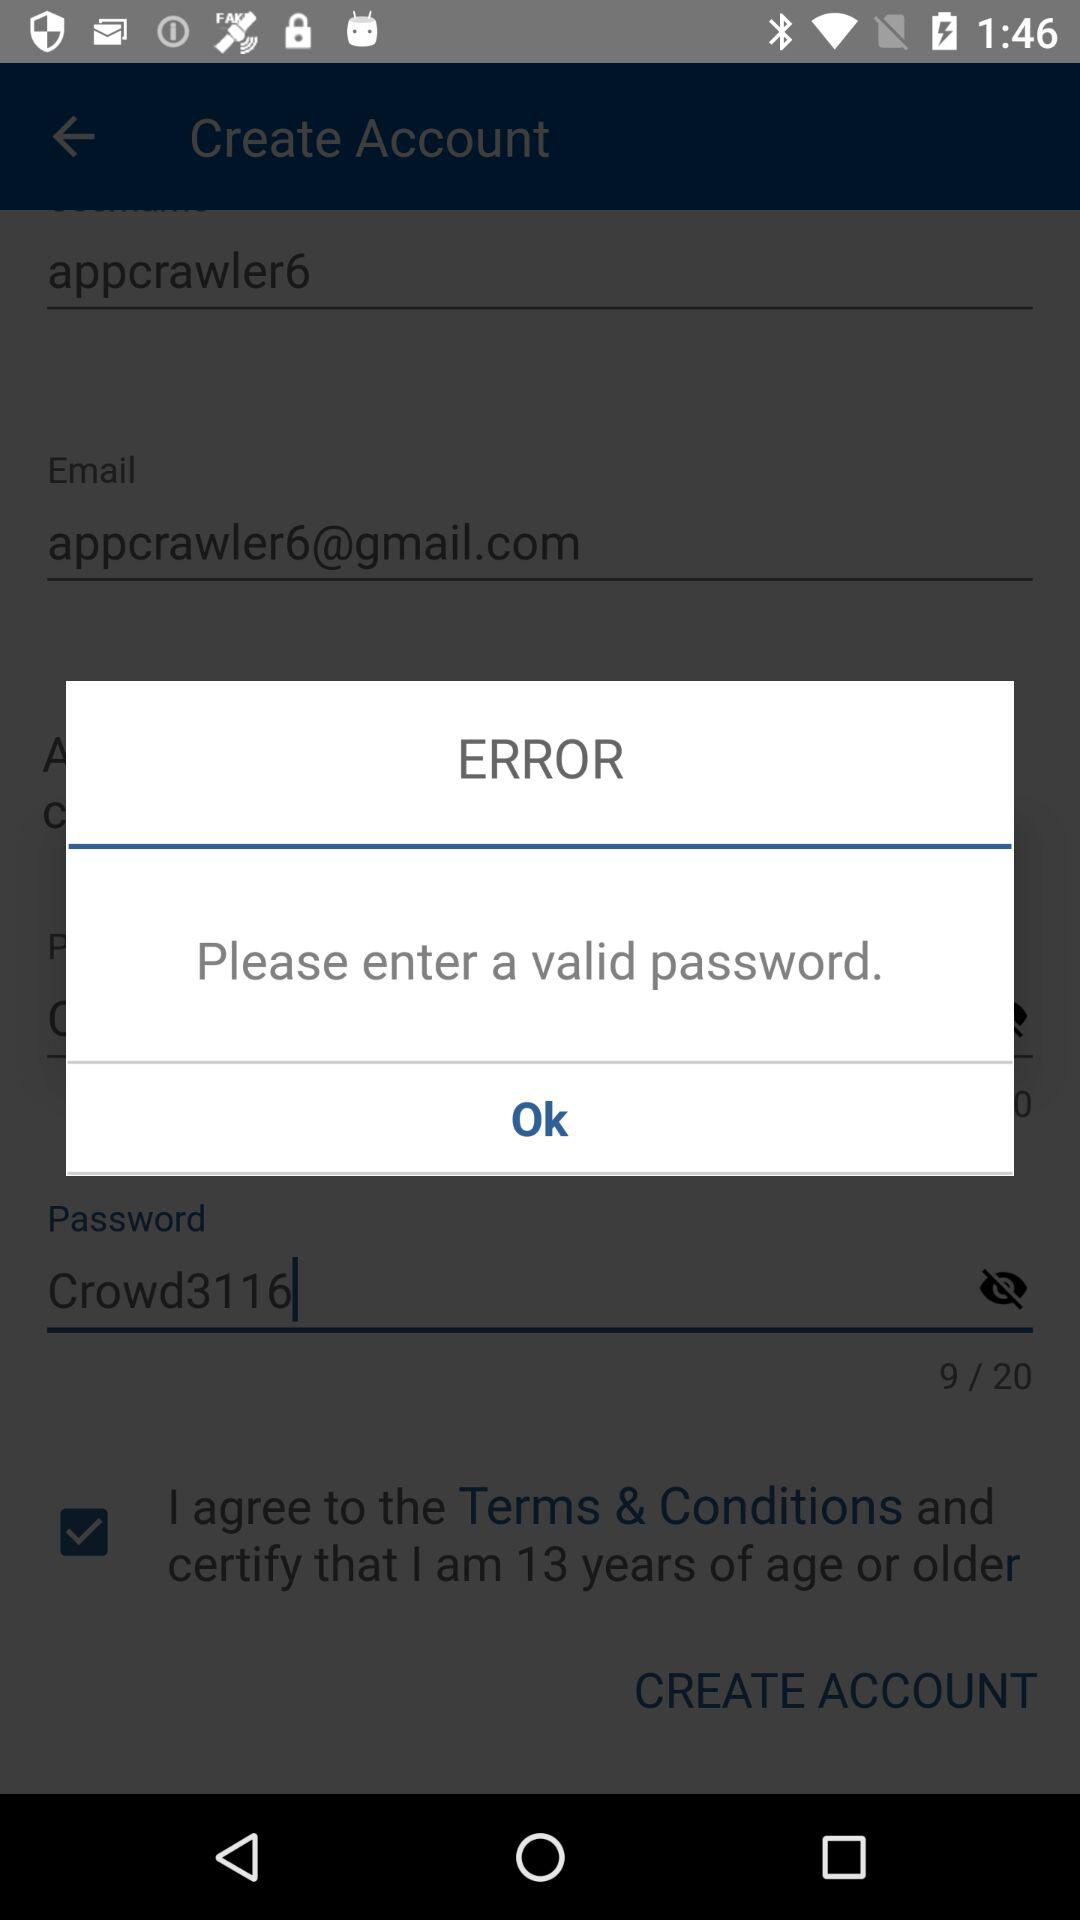 FAKE
1:46
Create Account
appcrawler6
Email
appcrawler6@gmail.com
ERROR
Please enter a valid password.
Ok
Password
Crowd3116
9 / 20
I agree to the Terms & Conditions and
certify that I am 13 years of age or older
CREATE ACCOUNT